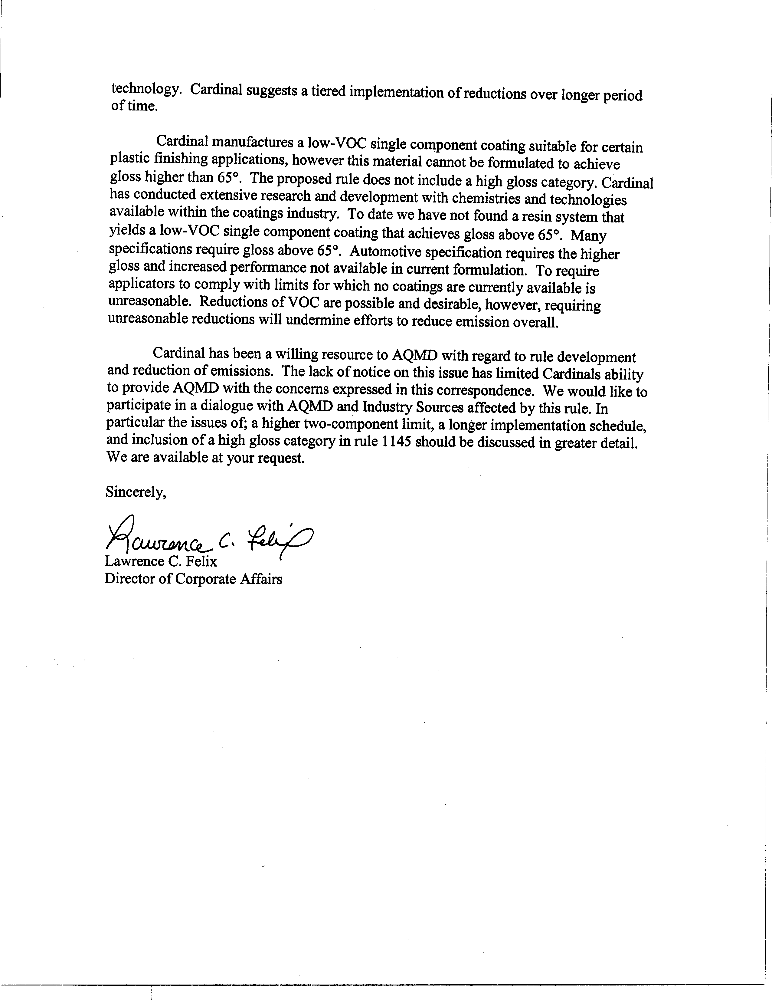 technology. Cardinal suggests a tiered implementation of reductions over longer period
of time.
Cardinal manufactures a low-VOC single component coating suitable for certain
plastic finishing applications, however this material cannot be formulated to achieve
gloss higher than 65°. The proposed rule does not include a high gloss category. Cardinal
has conducted extensive research and development with chemistries and technologies
available within the coatings industry. To date we have not found a resin system that
yields a low-VOC single component coating that achieves gloss above 65°. Many
specifications require gloss above 65°. Automotive specification requires the higher
gloss and increased performance not available in current formulation. To require
applicators to comply with limits for which no coatings are currently available is
unreasonable. Reductions of VOC are possible and desirable, however, requiring
unreasonable reductions will undermine efforts to reduce emission overall.
Cardinal has been a willing resource to AQMD with regard to rule development
and reduction of emissions. The lack of notice on this issue has limited Cardinals ability
to provide AQMD with the concerns expressed in this correspondence. We would like to
participate in a dialogue with AQMD and Industry Sources affected by this rule. In
particular the issues of; a higher two-component limit, a longer implementation schedule,
and inclusion of a high gloss category in rule 1145 should be discussed in greater detail.
We are available at your request.
Sincerely,
Lawrence C. Felix
Lawrence C. Felix
Director of Corporate Affairs